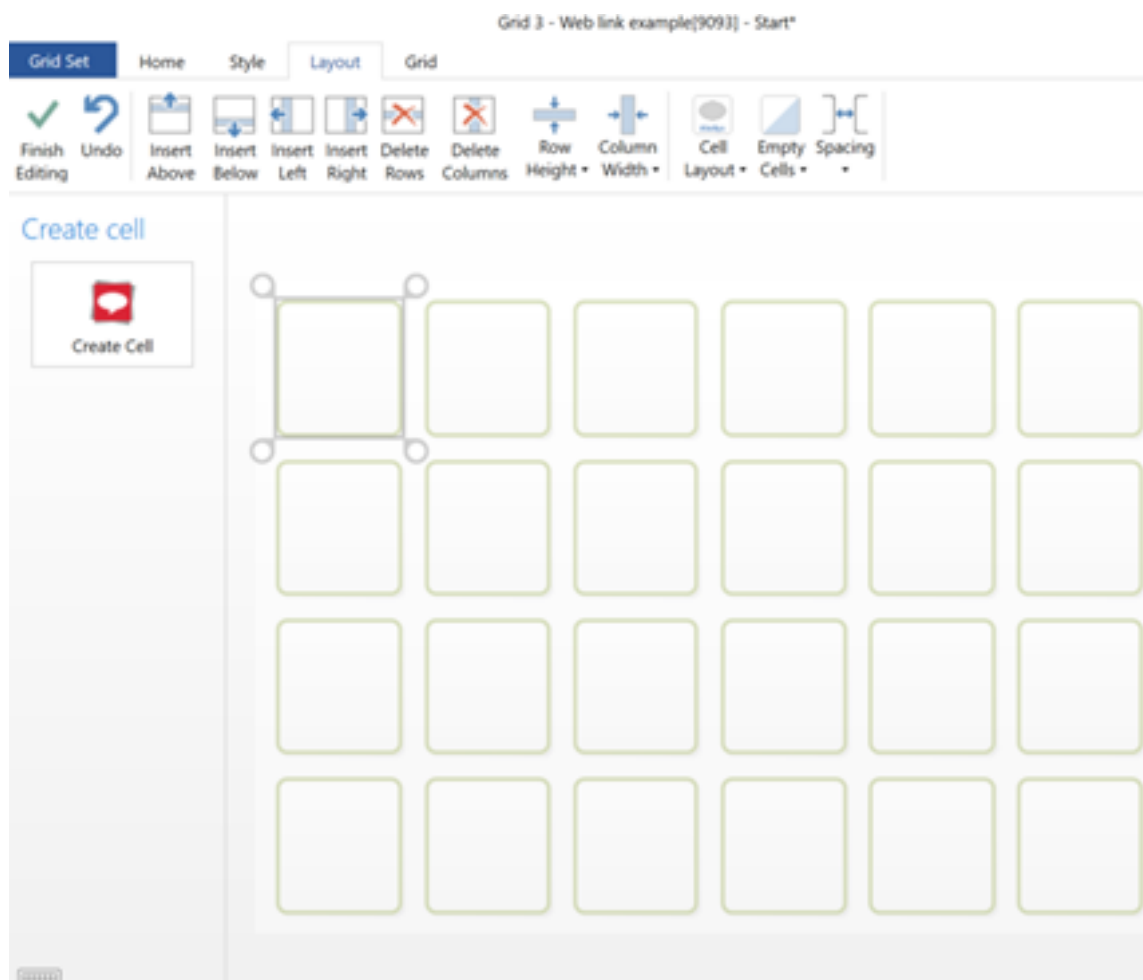 Grid 3 - Web link example[9093] - Start*
Grid Set Home Style Layout Grid
Finish Editing
Undo
Insert Above
Insert Below
Insert Left
Insert Right
Delete Rows
Delete Columns
Row Height
Column Width
Cell Layout
Empty Cells
Spacing
Create cell
Create Cell